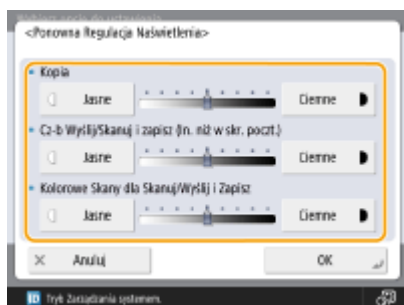 <Ponowna Regulacja Naświetlenia>
Kopia
Jasne Ciemne
Cz-b Wyślij/Skanuj i zapisz (In. niż w skr. poczt.)
Jasne Ciemne
Kolorowe Skany dla Skanuj/Wyślij i Zapisz
Jasne Ciemne
Anuluj OK
ID Tryb Zarządzania systemem.